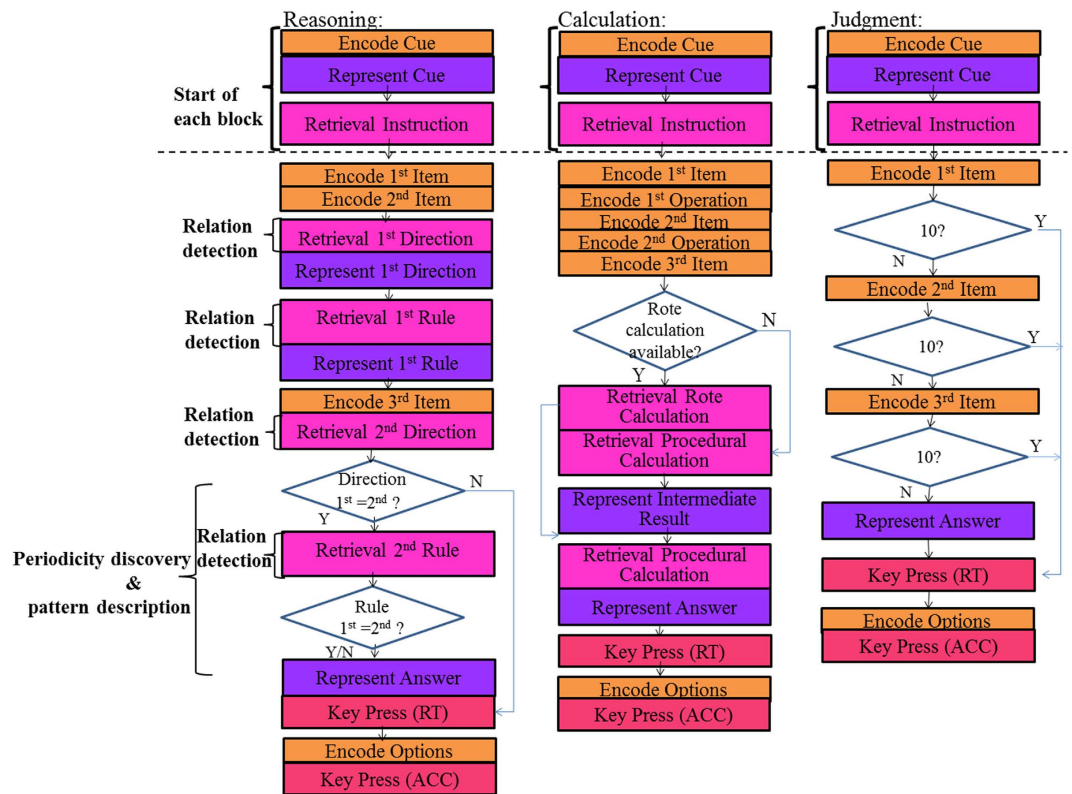 Reasoning:
Encode Cue
Represent Cue
Start of
each block
Retrieval Instruction
Encode 1st Item
Encode 2nd Item
Relation
detection
Retrieval 1st Direction
Represent 1st Direction
Relation
detection
Retrieval 1st Rule
Represent 1st Rule
Encode 3rd Item
Relation
detection
Retrieval 2nd Direction
Direction
1st =2nd ?
N
Y
Periodicity discovery
&
pattern description
Relation
detection
Retrieval 2nd Rule
Rule
1st =2nd ?
Y/N
Represent Answer
Key Press (RT)
Encode Options
Key Press (ACC)
Calculation:
Encode Cue
Represent Cue
Retrieval Instruction
Encode 1st Item
Encode 1st Operation
Encode 2nd Item
Encode 2nd Operation
Encode 3rd Item
Rote
calculation
available?
N
Y
Retrieval Rote
Calculation
Retrieval Procedural
Calculation
Represent Intermediate
Result
Retrieval Procedural
Calculation
Represent Answer
Key Press (RT)
Encode Options
Key Press (ACC)
Judgment:
Encode Cue
Represent Cue
Retrieval Instruction
Encode 1st Item
10?
Y
N
Encode 2nd Item
10?
Y
N
Encode 3rd Item
10?
Y
N
Represent Answer
Key Press (RT)
Encode Options
Key Press (ACC)